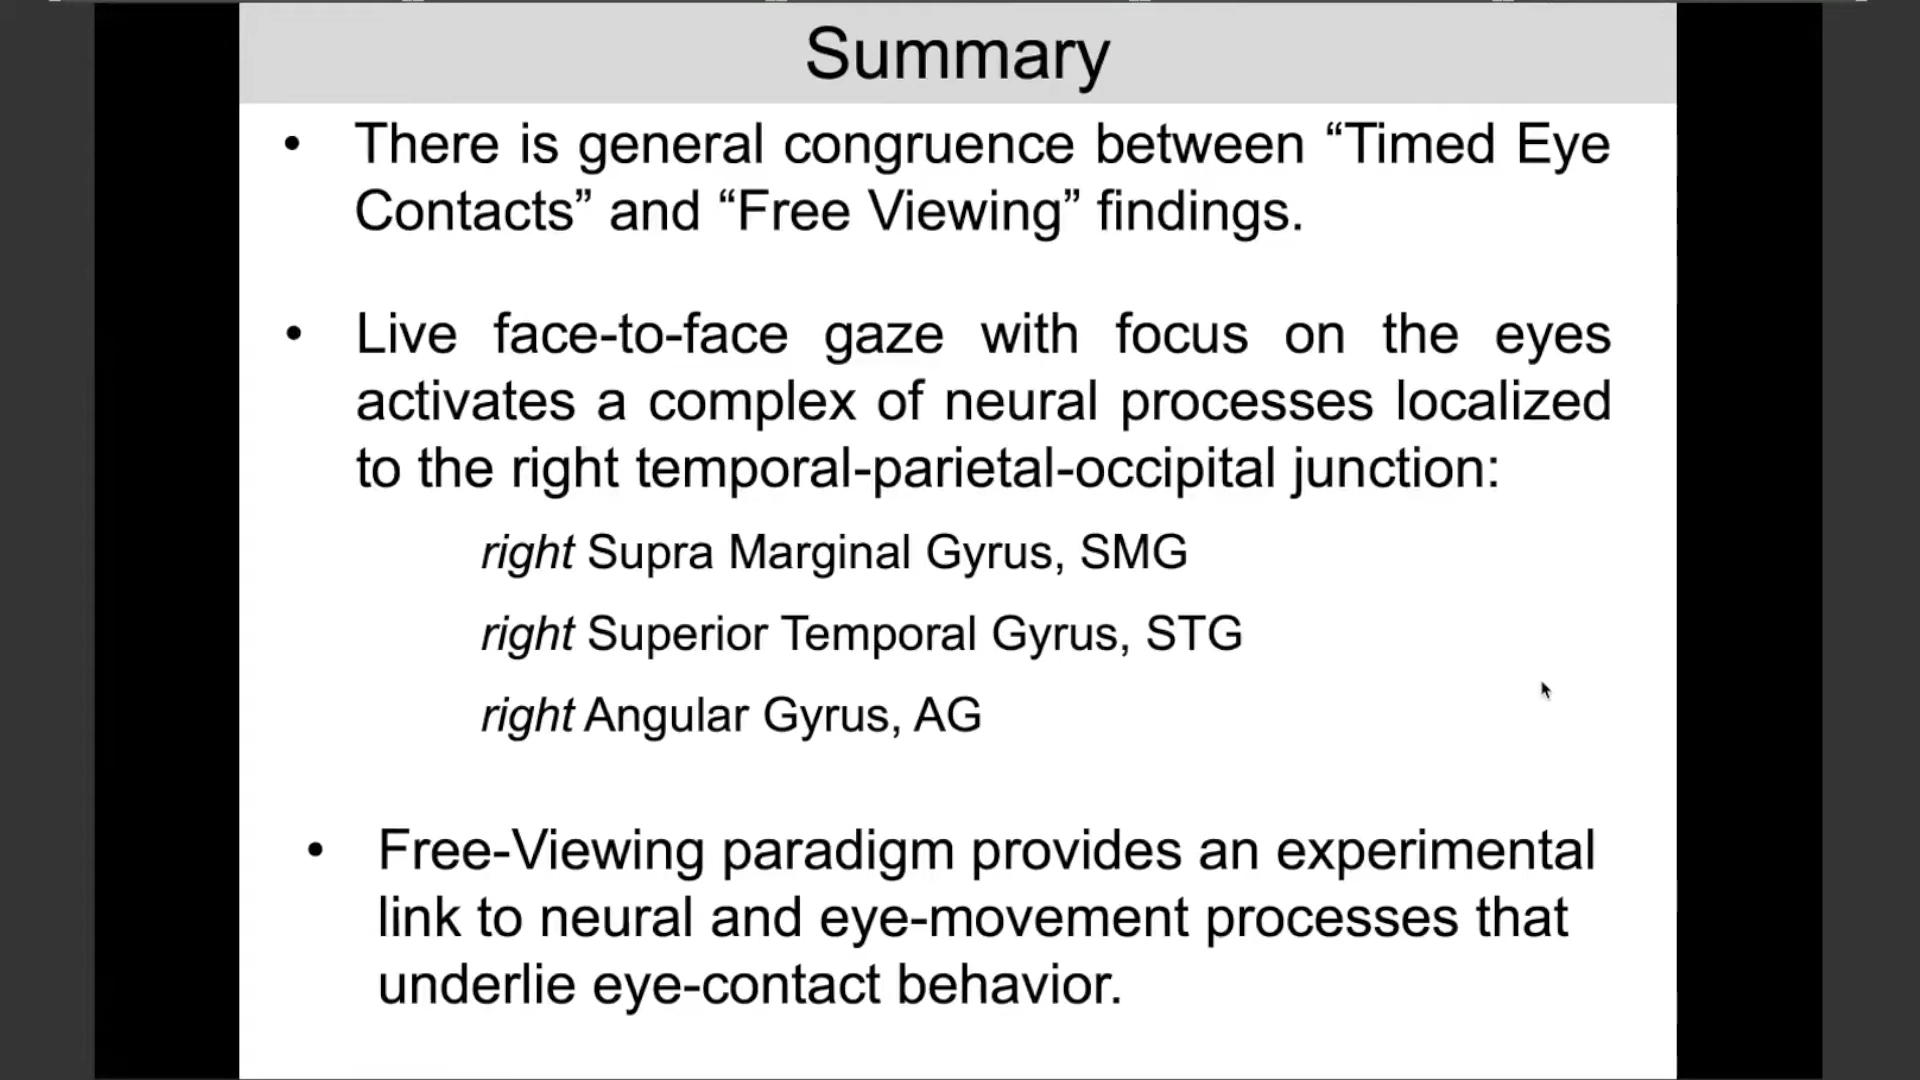 Summary
• There is general congruence between “Timed Eye
Contacts” and “Free Viewing” findings.
• Live face-to-face gaze with focus on the eyes
activates a complex of neural processes localized
to the right temporal-parietal-occipital junction:
right Supra Marginal Gyrus, SMG
right Superior Temporal Gyrus, STG
right Angular Gyrus, AG
• Free-Viewing paradigm provides an experimental
link to neural and eye-movement processes that
underlie eye-contact behavior.